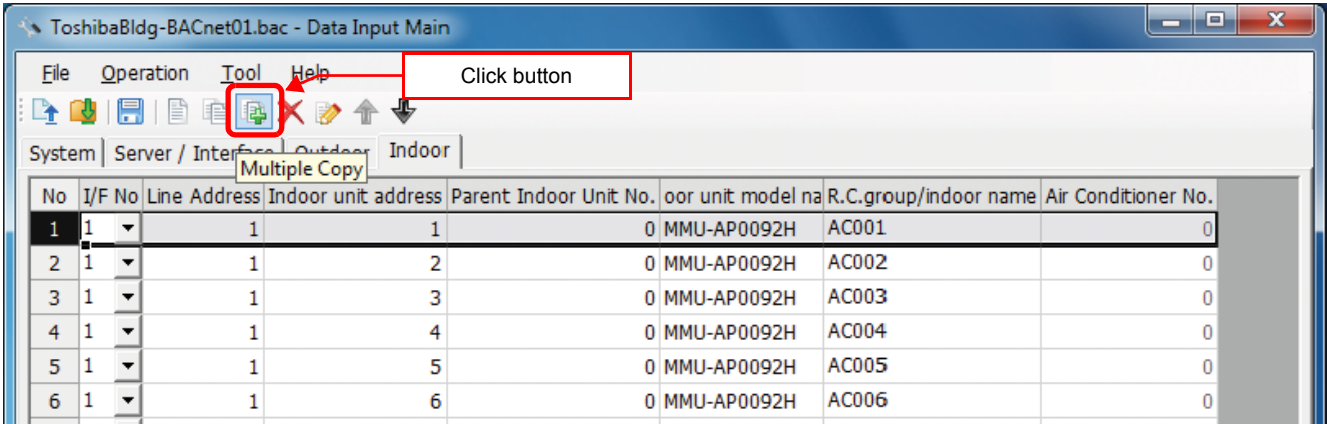 ToshibaBldg-BACnet01.bac - Data Input Main
File Operation Tool Help
Click button
System Server / Interface Outdoor Indoor
Multiple Copy
No I/F No Line Address Indoor unit address Parent Indoor Unit No. oor unit model na R.C.group/indoor name Air Conditioner No.
1 1 1 1 0 MMU-AP0092H AC001 0
2 1 1 2 0 MMU-AP0092H AC002 0
3 1 1 3 0 MMU-AP0092H AC003 0
4 1 1 4 0 MMU-AP0092H AC004 0
5 1 1 5 0 MMU-AP0092H AC005 0
6 1 1 6 0 MMU-AP0092H AC006 0